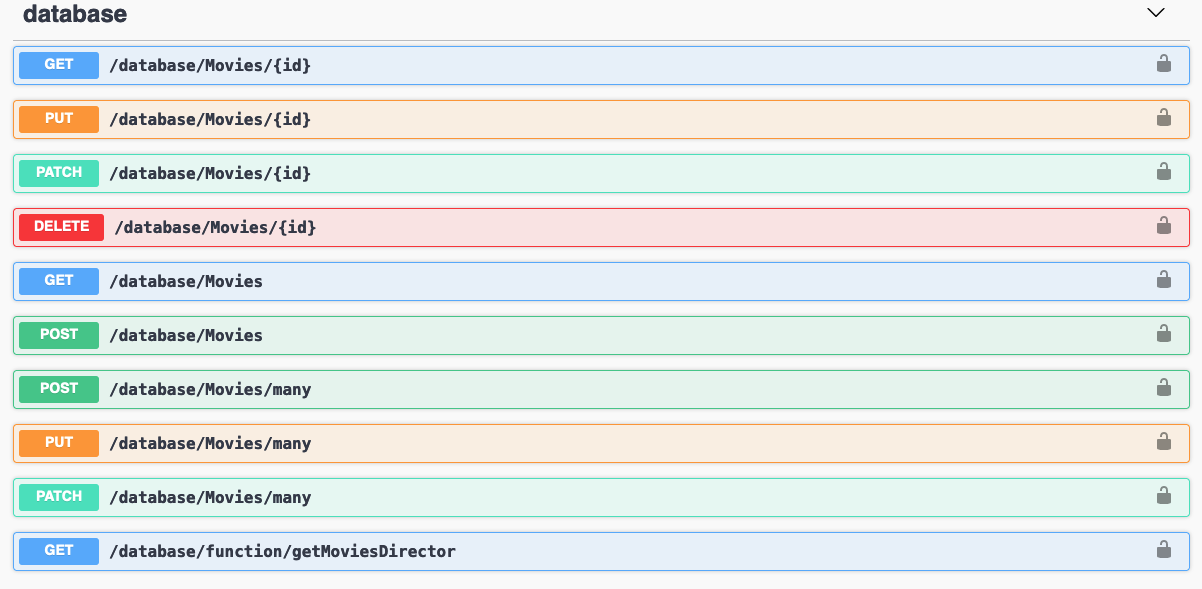 database
GET /database/Movies/{id}
PUT /database/Movies/{id}
PATCH /database/Movies/{id}
DELETE /database/Movies/{id}
GET /database/Movies
POST /database/Movies
POST /database/Movies/many
PUT /database/Movies/many
PATCH /database/Movies/many
GET /database/function/getMoviesDirector